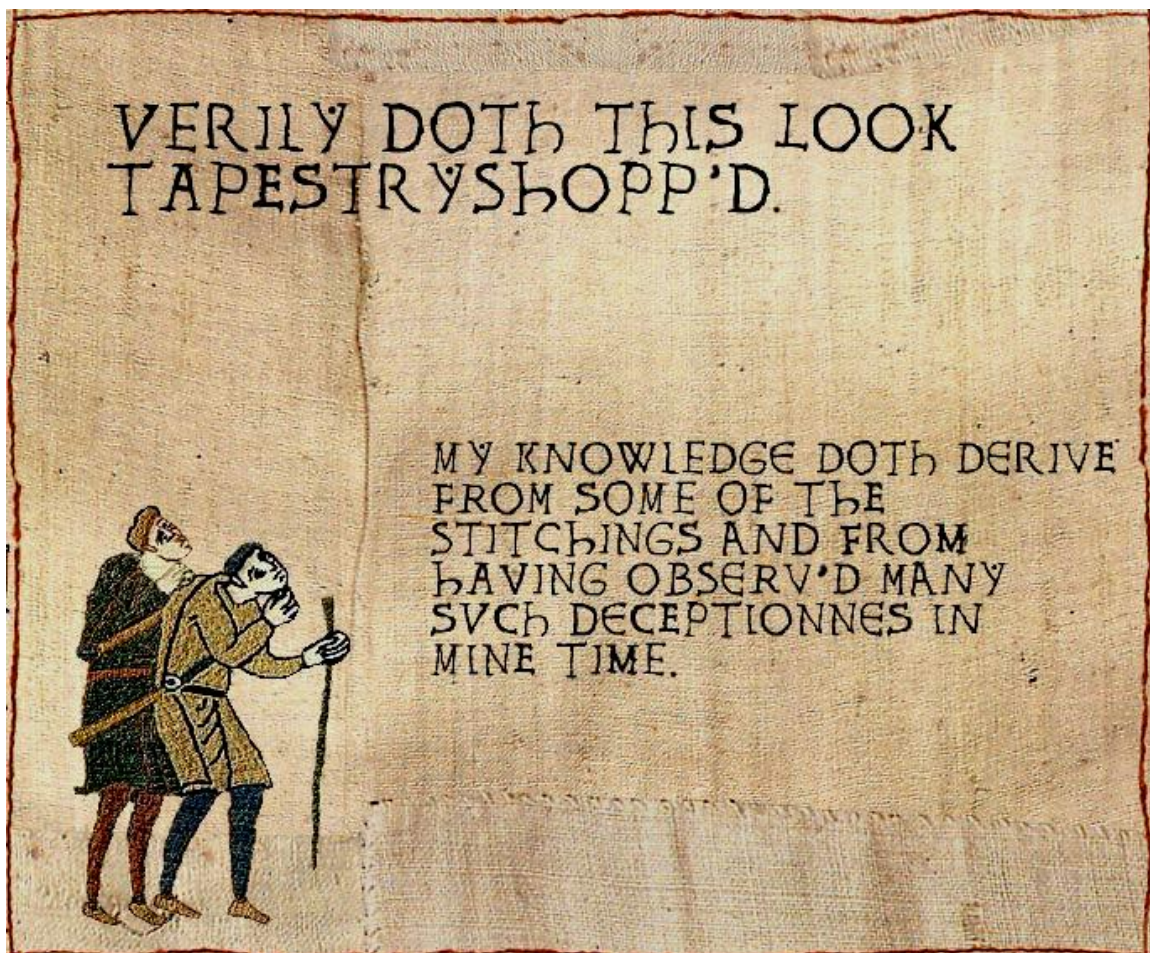 VERILY DOTh ThIS LOOK
TAPESTRYShOPP'D.
MY KNOWLEDGE DOTh DERIVE
FROM SOME OF ThE
STITChINGS AND FROM
hAVING OBSERV'D MANY
SVCh DECEPTIONNES IN
MINE TIME.